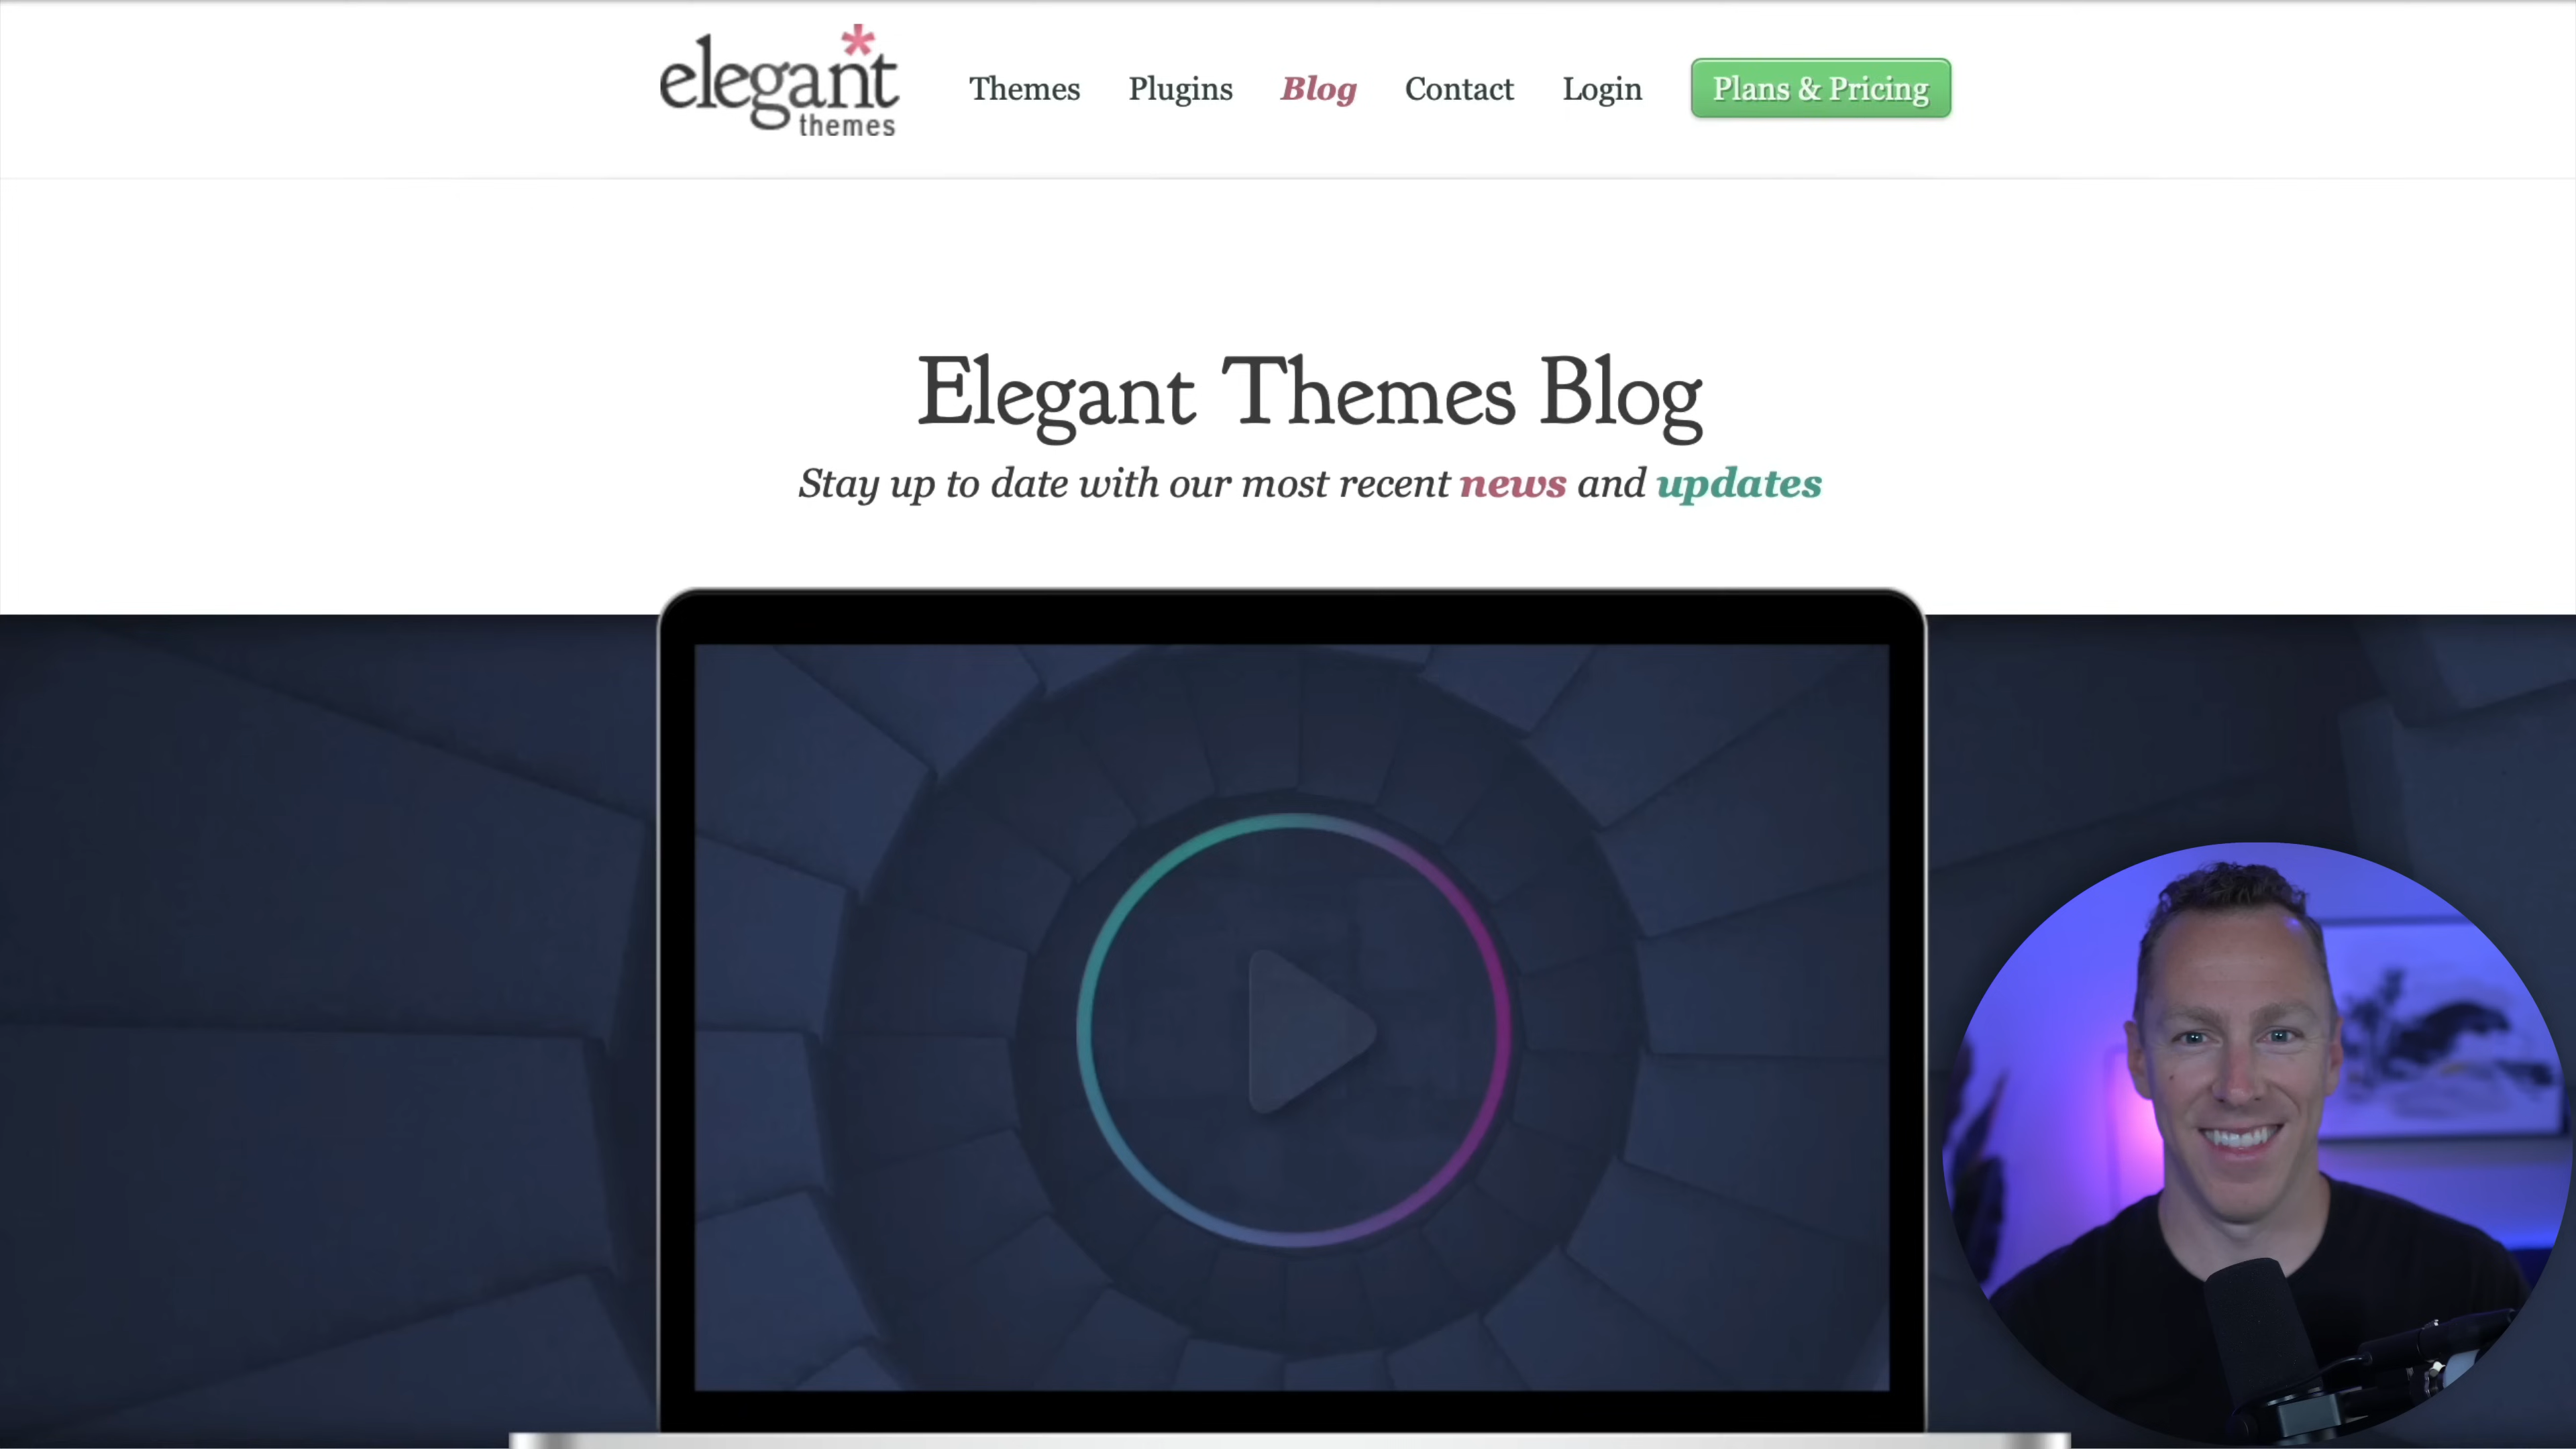 elegant*
themes
Themes Plugins Blog Contact Login Plans & Pricing
Elegant Themes Blog
Stay up to date with our most recent news and updates